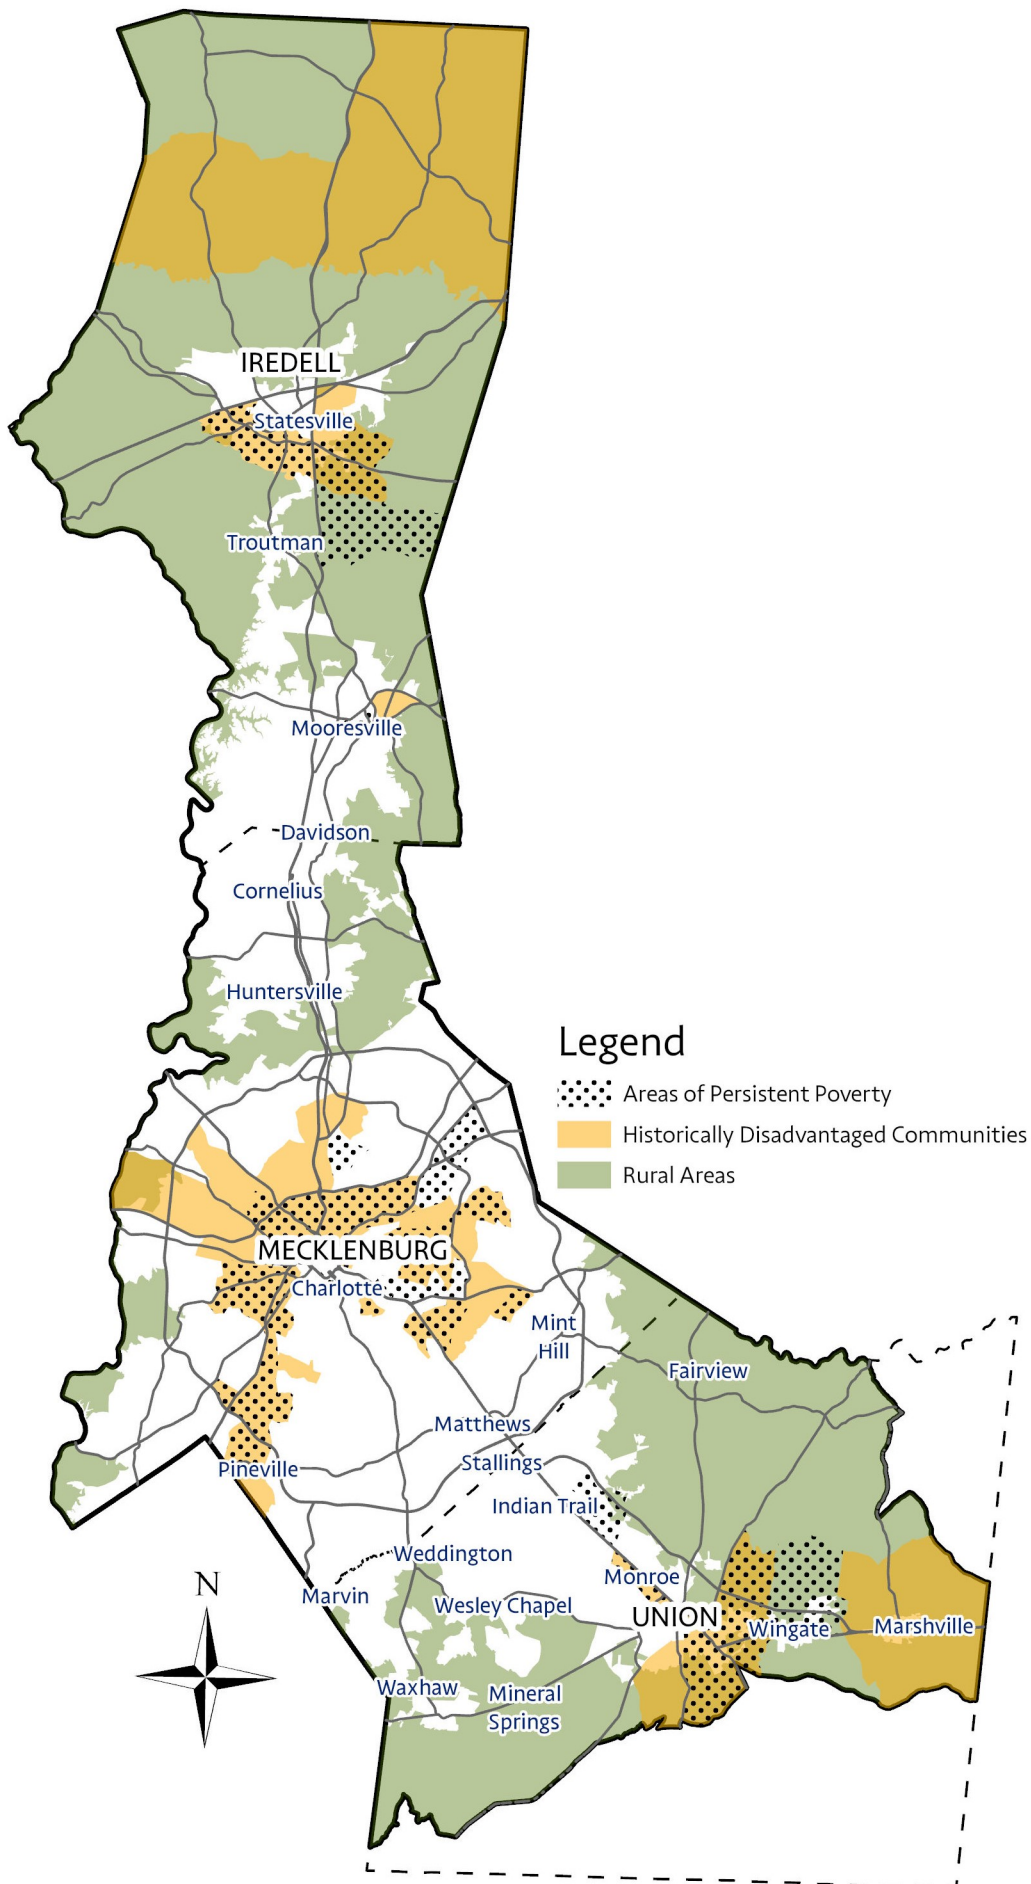 IREDELL
Statesville
Troutman
Mooresville
Davidson
Cornelius
Huntersville
Legend
Areas of Persistent Poverty
Historically Disadvantaged Communities
Rural Areas
MECKLENBURG
Charlotte
Mint
Hill
Fairview
Matthews
Stallings
Pineville
Indian Trail
Weddington
N
Monroe
Marvin
Wesley Chapel
UNION
Wingate
Marshville
Waxhaw
Mineral
Springs